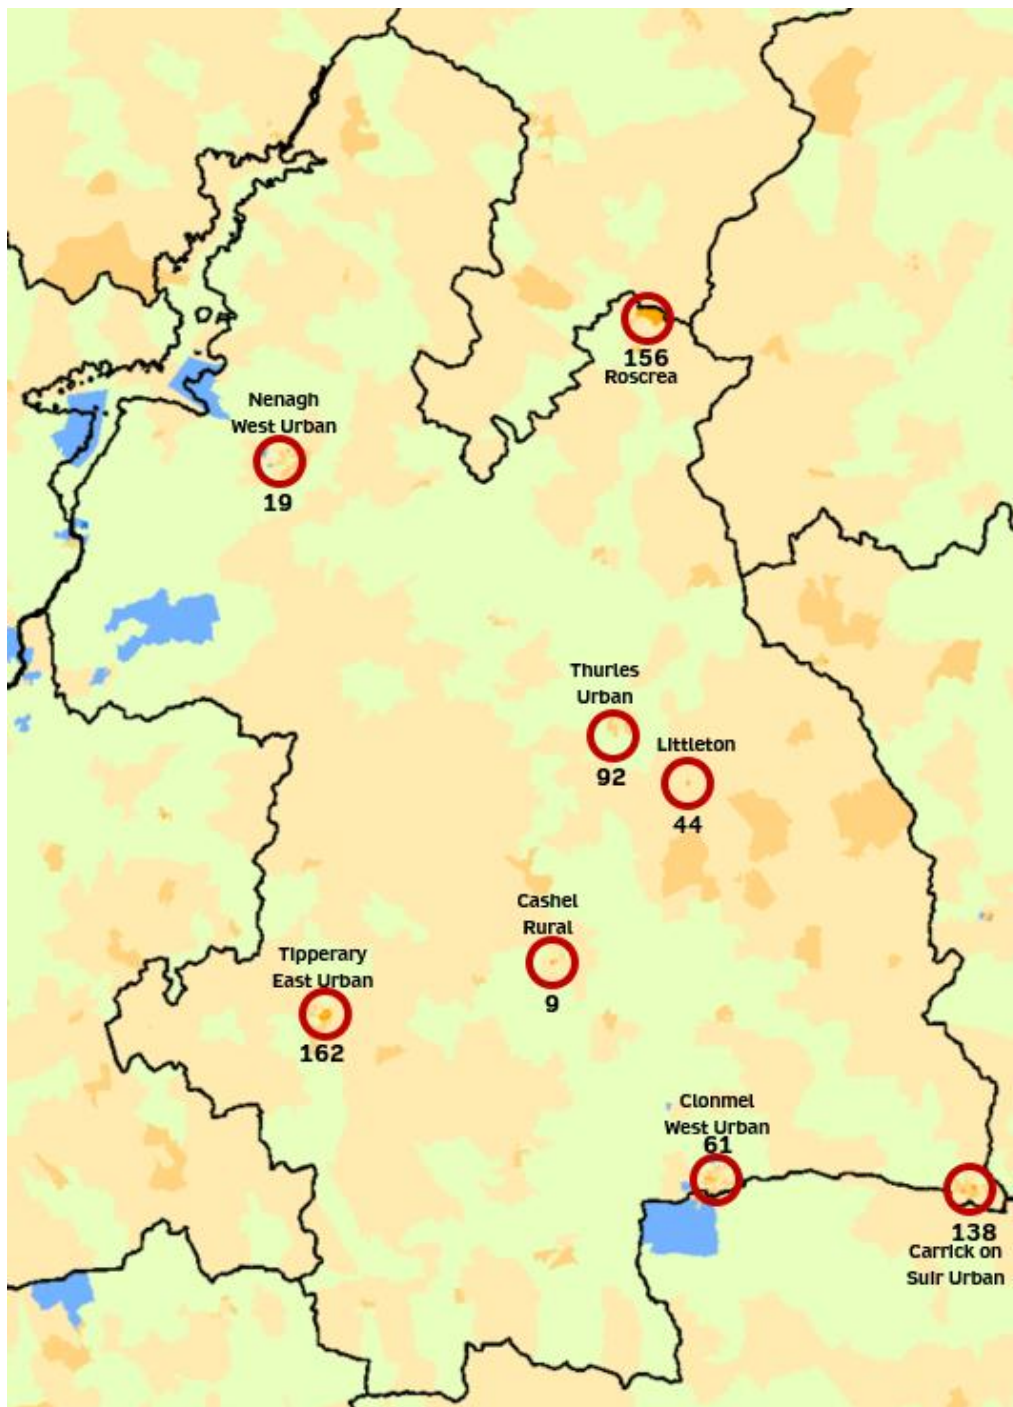 156
Roscrea
Nenagh
West Urban
19
Thurles
Urban
92
Littleton
44
Cashel
Rural
9
Tipperary
East Urban
162
Clonmel
West Urban
61
138
Carrick on
Suir Urban